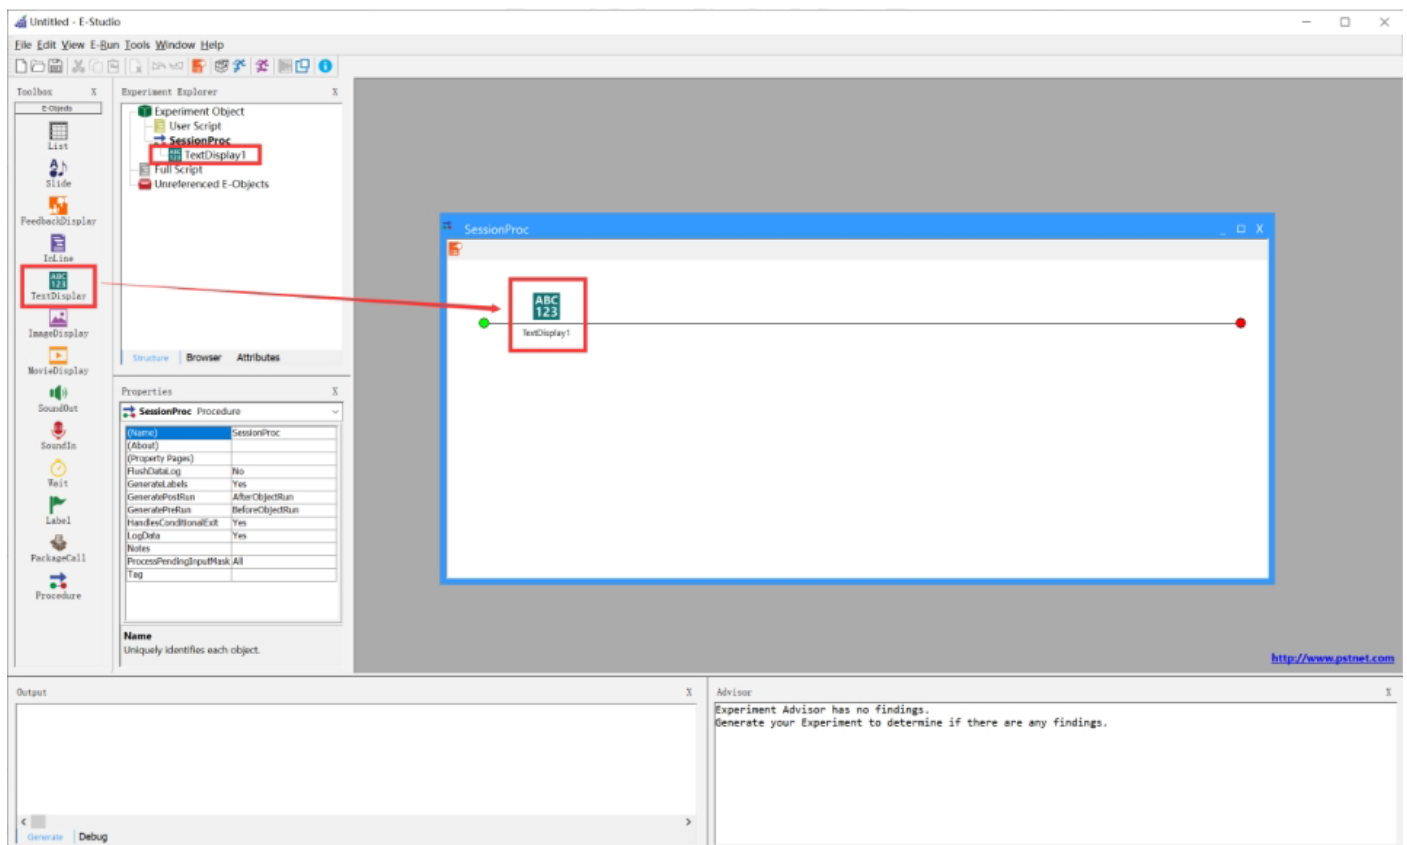 Untitled - E-Studio
File Edit View E-Run Tools Window Help
Toolbox X
E-Objects
List
Slide
FeedbackDisplay
InLine
ABC
123
TextDisplay
ImageDisplay
MovieDisplay
SoundOut
SoundIn
Wait
Label
PackageCall
Procedure
Experiment Explorer X
Experiment Object
User Script
SessionProc
TextDisplay1
Full Script
Unreferenced E-Objects
Structure Browser Attributes
Properties X
SessionProc Procedure
(Name) SessionProc
(About)
(Property Pages)
FlushDataLog No
GenerateLabels Yes
GeneratePostRun AfterObjectRun
GeneratePreRun BeforeObjectRun
HandlesConditionalExit Yes
LogData Yes
Notes
ProcessPendingInputMask All
Tag
Name
Uniquely identifies each object.
SessionProc
ABC
123
TextDisplay1
http://www.pstnet.com
Output X
Generate Debug
Advisor X
Experiment Advisor has no findings.
Generate your Experiment to determine if there are any findings.